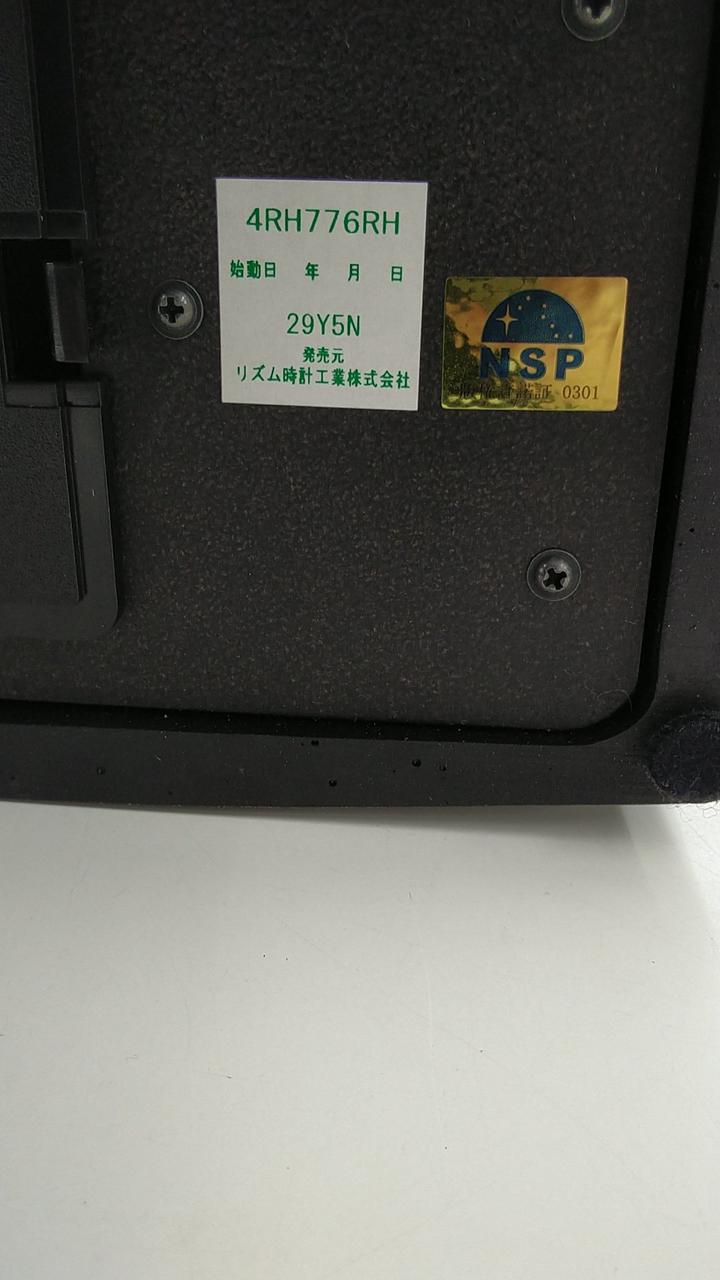 4RH776RH
始動日 年 月 日
29Y5N
発売元
リズム時計工業株式会社
NSP
0301